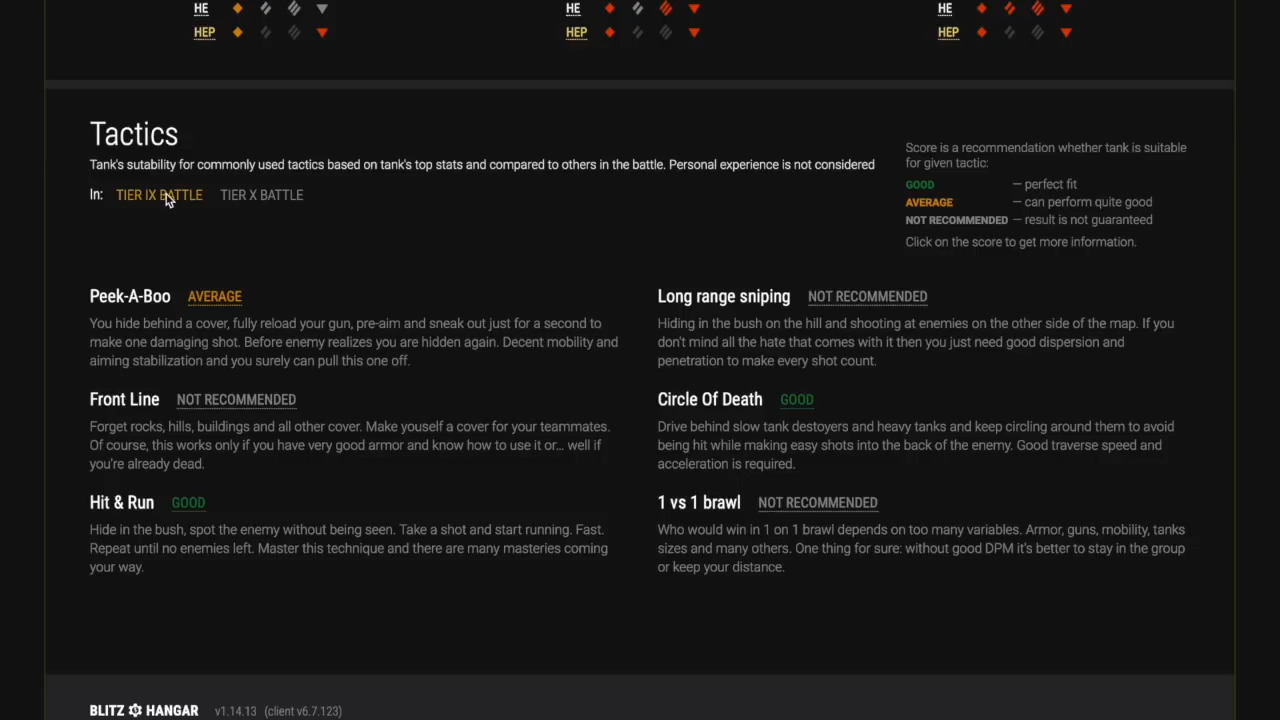 HE HE HE
HEP HEP HEP
Tactics
Tank's sutability for commonly used tactics based on tank's top stats and compared to others in the battle. Personal experience is not considered
In: TIER IX BATTLE TIER X BATTLE
Score is a recommendation whether tank is suitable
for given tactic:
GOOD — perfect fit
AVERAGE — can perform quite good
NOT RECOMMENDED — result is not guaranteed
Click on the score to get more information.
Peek-A-Boo AVERAGE
You hide behind a cover, fully reload your gun, pre-aim and sneak out just for a second to
make one damaging shot. Before enemy realizes you are hidden again. Decent mobility and
aiming stabilization and you surely can pull this one off.
Long range sniping NOT RECOMMENDED
Hiding in the bush on the hill and shooting at enemies on the other side of the map. If you
don't mind all the hate that comes with it then you just need good dispersion and
penetration to make every shot count.
Front Line NOT RECOMMENDED
Forget rocks, hills, buildings and all other cover. Make youself a cover for your teammates.
Of course, this works only if you have very good armor and know how to use it or... well if
you're already dead.
Circle Of Death GOOD
Drive behind slow tank destoyers and heavy tanks and keep circling around them to avoid
being hit while making easy shots into the back of the enemy. Good traverse speed and
acceleration is required.
Hit & Run GOOD
Hide in the bush, spot the enemy without being seen. Take a shot and start running. Fast.
Repeat until no enemies left. Master this technique and there are many masteries coming
your way.
1 vs 1 brawl NOT RECOMMENDED
Who would win in 1 on 1 brawl depends on too many variables. Armor, guns, mobility, tanks
sizes and many others. One thing for sure: without good DPM it's better to stay in the group
or keep your distance.
BLITZ HANGAR v1.14.13 (client v6.7.123)